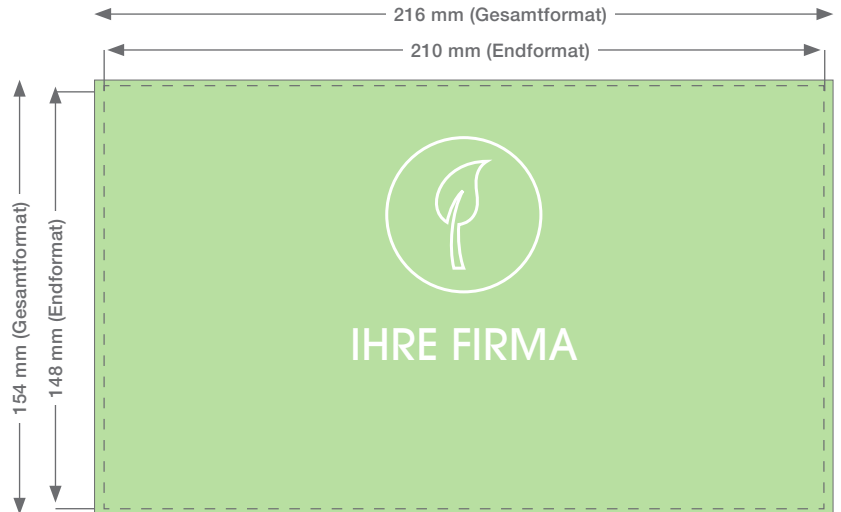 216 mm (Gesamtformat)
210 mm (Endformat)
154 mm (Gesamtformat)
148 mm (Endformat)
IHRE FIRMA